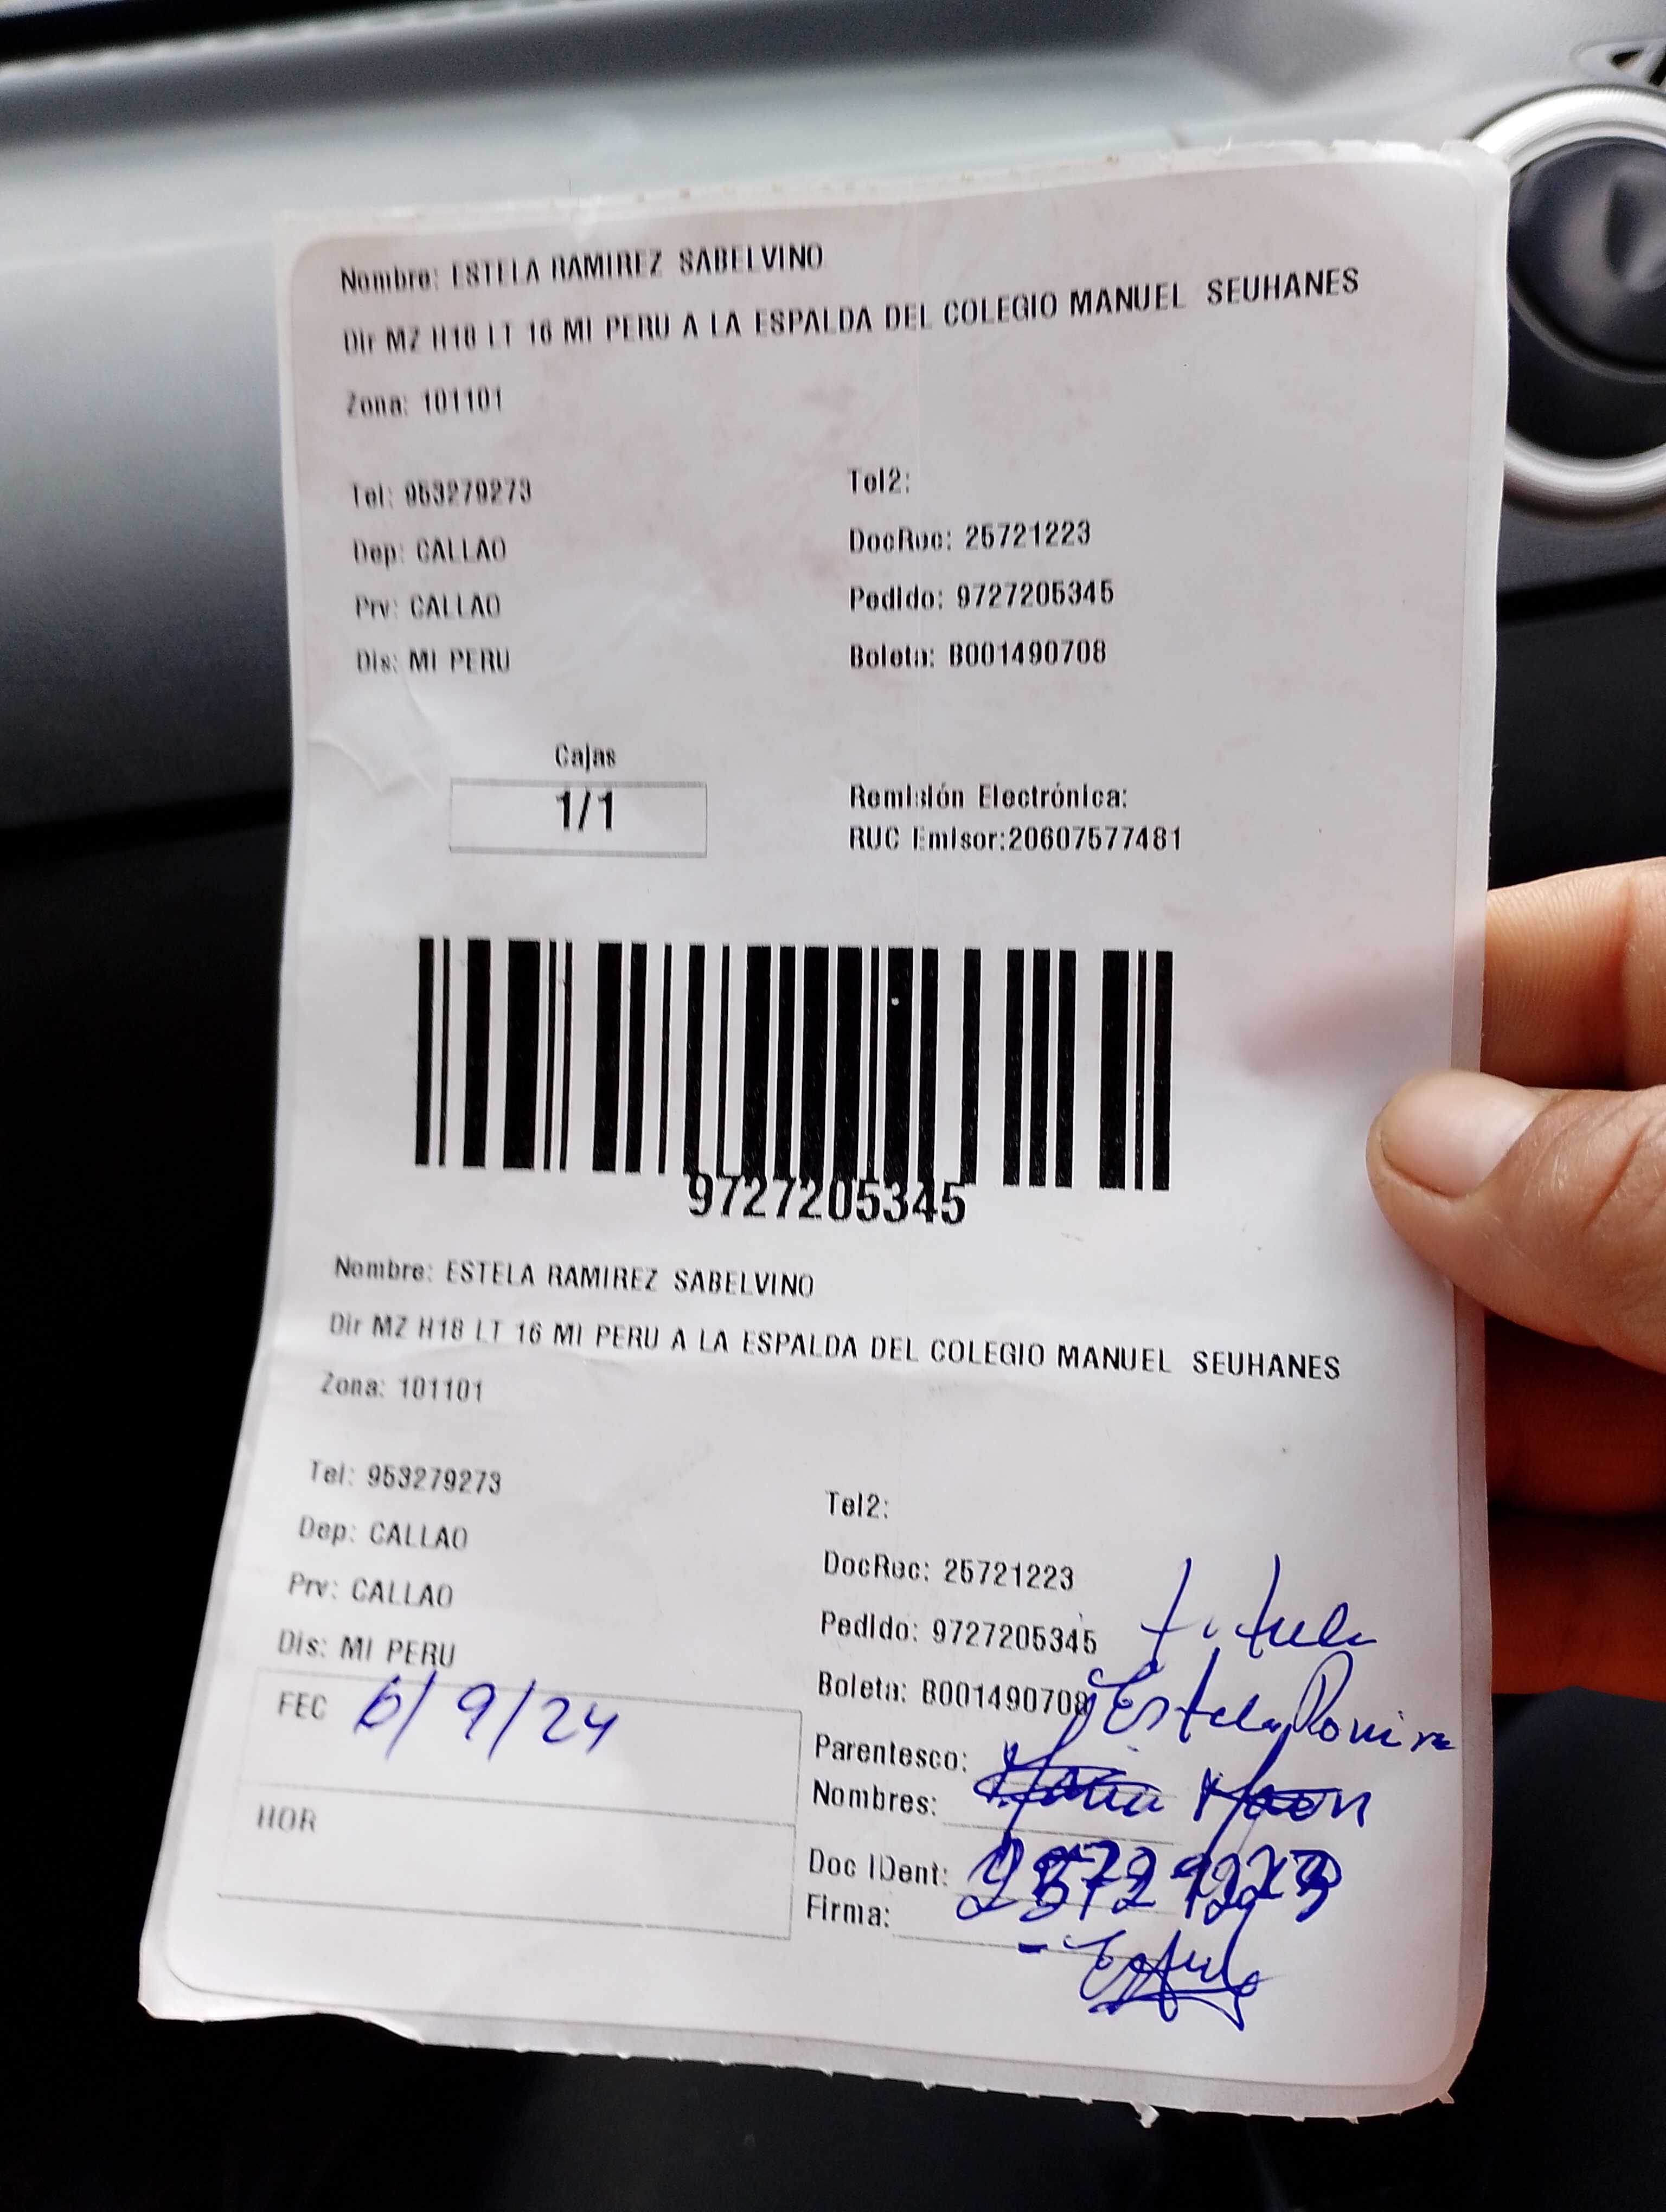 Nombre: ESTELA RAMIREZ SABELVINO
Dir MZ H18 LT 16 MI PERU A LA ESPALDA DEL COLEGIO MANUEL SEUHANES
Zona: 101101
Tel: 953279273
Tel2:
Dep: CALLAO
DocRec: 25721223
Prv: CALLAO
Pedido: 9727205345
Dis: MI PERU
Boleta: B001490708
Cajas
1/1
Remisión Electrónica:
RUC Emisor:20607577481
9727205345
Nombre: ESTELA RAMIREZ SABELVINO
Dir MZ H18 LT 16 MI PERU A LA ESPALDA DEL COLEGIO MANUEL SEUHANES
Zona: 101101
Tel: 953279273
Tel2:
Dep: CALLAO
DocRec: 25721223
Prv: CALLAO
Pedido: 9727205345
Dis: MI PERU
Boleta: B001490708
FEC 6/9/24
Estela
Parentesco:
Nombres:
HOR
Doc IDent:
Firma: